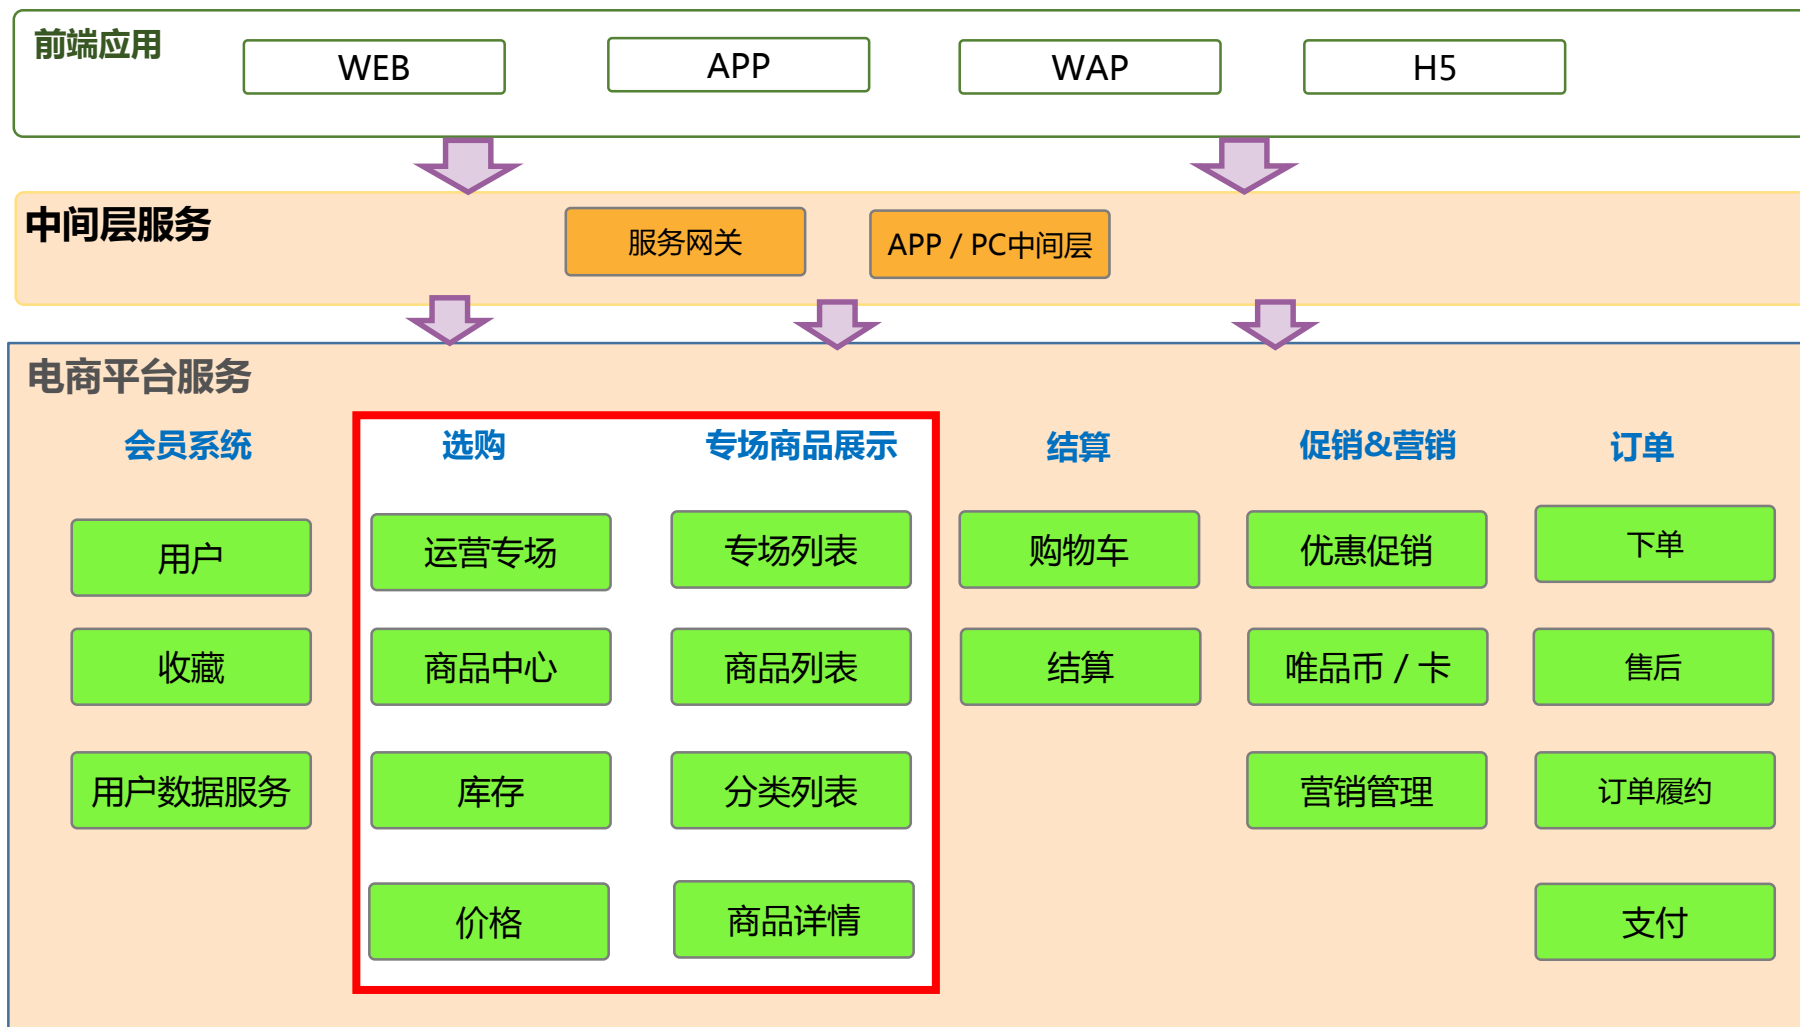 前端应用
WEB
APP
WAP
H5
中间层服务
服务网关
APP / PC中间层
电商平台服务
会员系统
选购
专场商品展示
结算
促销&营销
订单
用户
运营专场
专场列表
购物车
优惠促销
下单
收藏
商品中心
商品列表
结算
唯品币 / 卡
售后
用户数据服务
库存
分类列表
营销管理
订单履约
价格
商品详情
支付